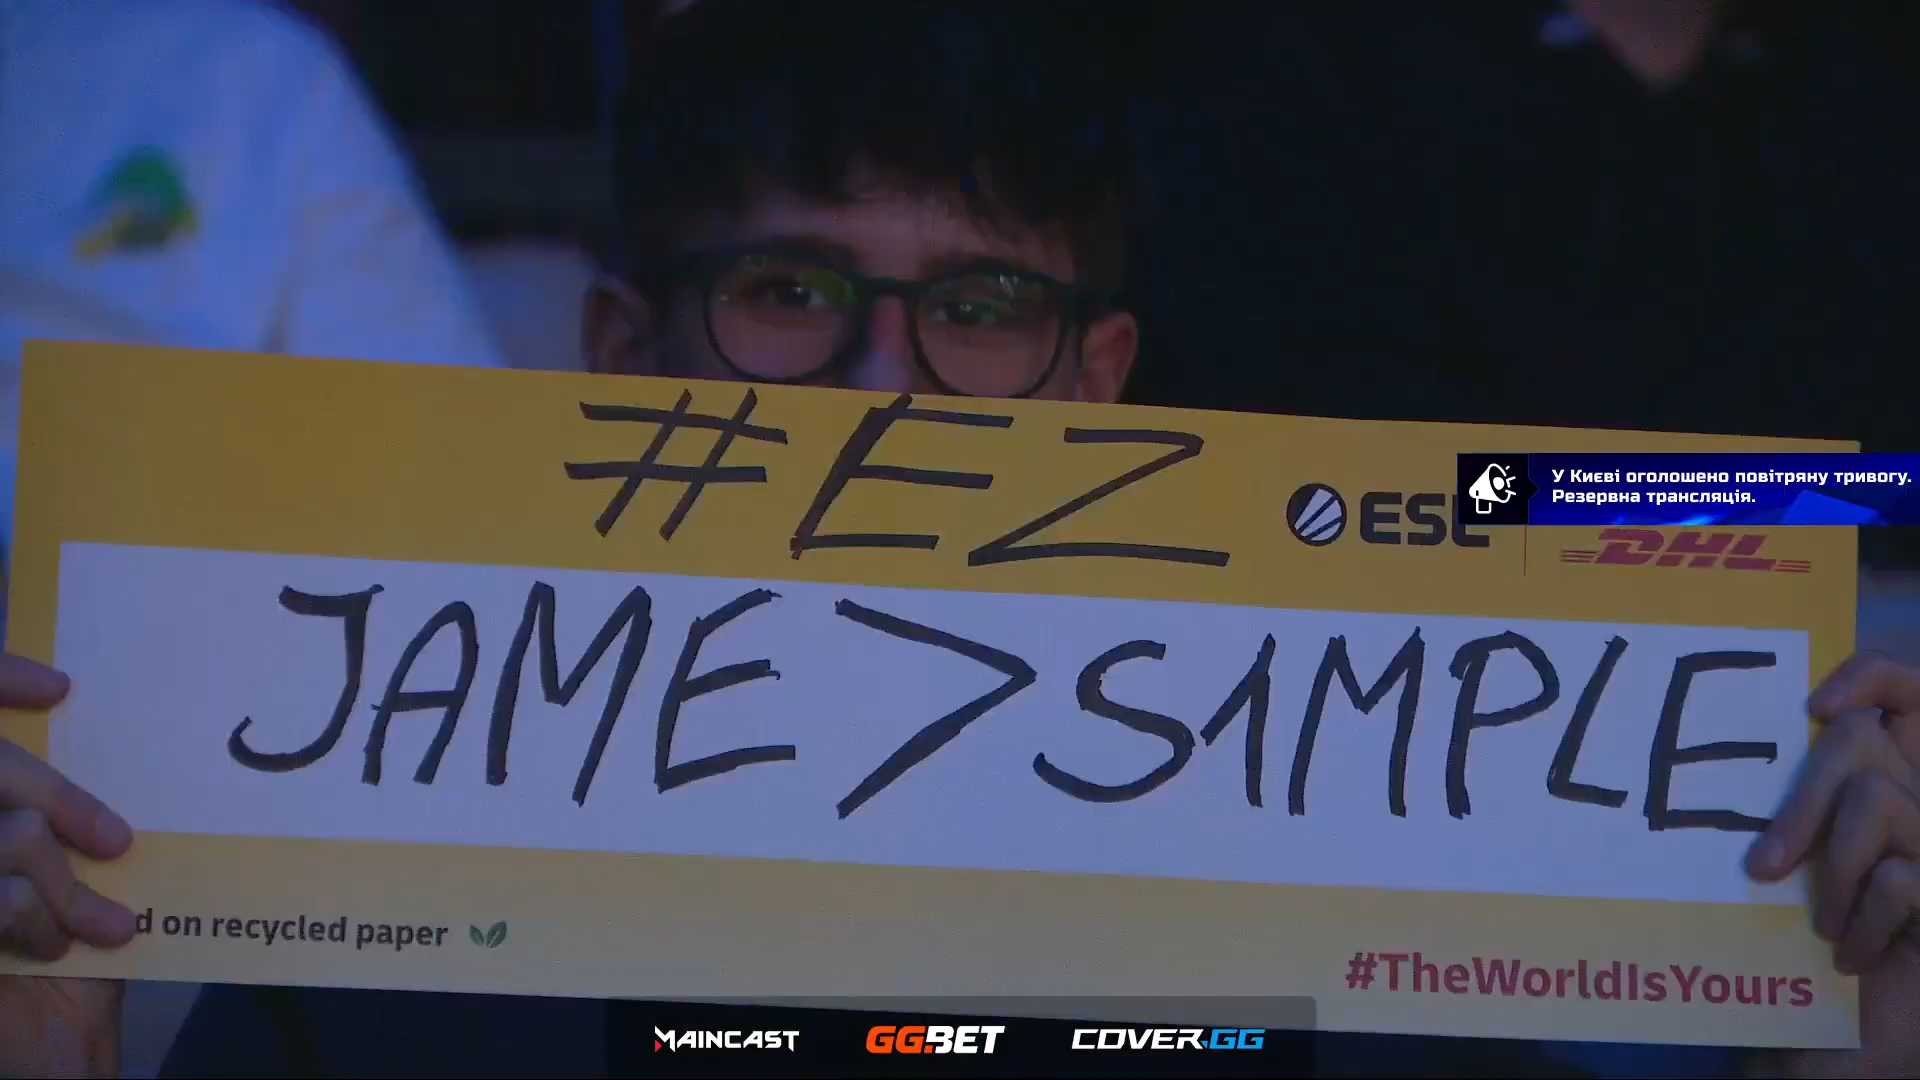 #EZ
ESL
У Києві оголошено повітряну тривогу.
Резервна трансляція.
DHL
JAME>S1MPLE
d on recycled paper
#TheWorldIsYours
MAINCAST
GG.BET
COVER.GG